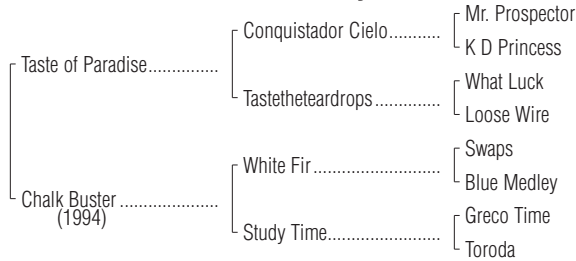 Mr. Prospector
Conquistador Cielo...........
K D Princess
Taste of Paradise...............
What Luck
Tastetheteardrops..............
Loose Wire
Swaps
White Fir ...........................
Blue Medley
Chalk Buster .....................
(1994)
Greco Time
Study Time........................
Toroda